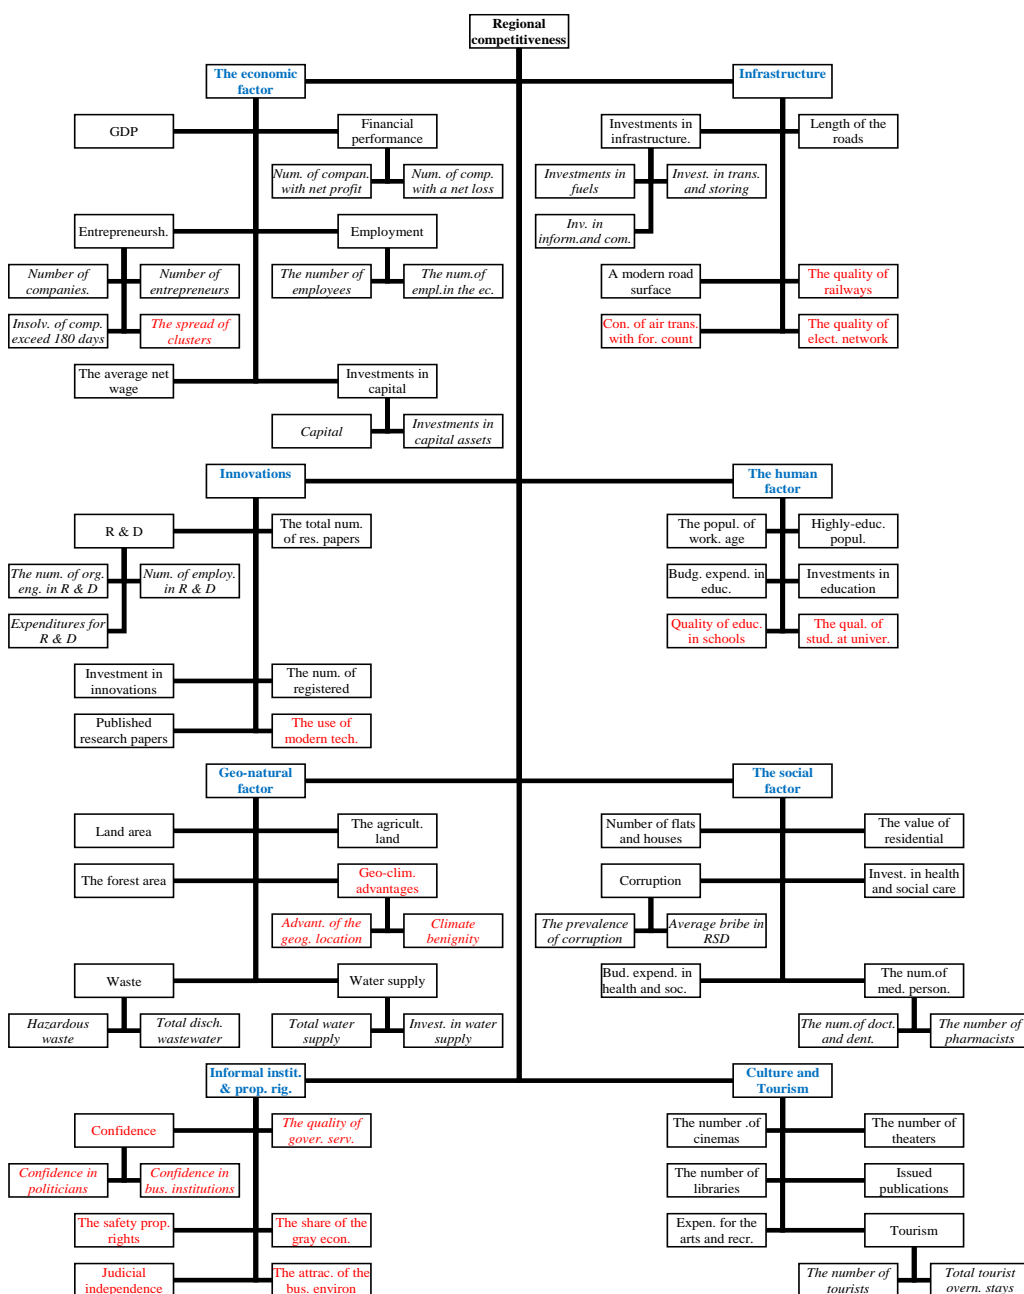 Regional
competitiveness
The economic
factor
Infrastructure
GDP
Financial
performance
Investments in
infrastructure.
Length of the
roads
Num. of compan.
with net profit
Num. of comp.
with a net loss
Investments in
fuels
Invest. in trans.
and storing
Entrepreneursh.
Employment
Inv. in
inform.and com.
Number of
companies.
Number of
entrepreneurs
The number of
employees
The num.of
empl.in the ec.
A modern road
surface
The quality of
railways
Insolv. of comp.
exceed 180 days
The spread of
clusters
Con. of air trans.
with for. count
The quality of
elect. network
The average net
wage
Investments in
capital
Capital
Investments in
capital assets
Innovations
The human
factor
R & D
The total num.
of res. papers
The popul. of
work. age
Highly-educ.
popul.
The num. of org.
eng. in R & D
Num. of employ.
in R & D
Budg. expend. in
educ.
Investments in
education
Expenditures for
R & D
Quality of educ.
in schools
The qual. of
stud. at univer.
Investment in
innovations
The num. of
registered
Published
research papers
The use of
modern tech.
Geo-natural
factor
The social
factor
Land area
The agricult.
land
Number of flats
and houses
The value of
residential
The forest area
Geo-clim.
advantages
Corruption
Invest. in health
and social care
Advant. of the
geog. location
Climate
benignity
The prevalence
of corruption
Average bribe in
RSD
Waste
Water supply
Bud. expend. in
health and soc.
The num.of
med. person.
Hazardous
waste
Total disch.
wastewater
Total water
supply
Invest. in water
supply
The num.of doct.
and dent.
The number of
pharmacists
Informal instit.
& prop. rig.
Culture and
Tourism
Confidence
The quality of
gover. serv.
The number .of
cinemas
The number of
theaters
Confidence in
politicians
Confidence in
bus. institutions
The number of
libraries
Issued
publications
The safety prop.
rights
The share of the
gray econ.
Expen. for the
arts and recr.
Tourism
Judicial
independence
The attrac. of the
bus. environ
The number of
tourists
Total tourist
overn. stays